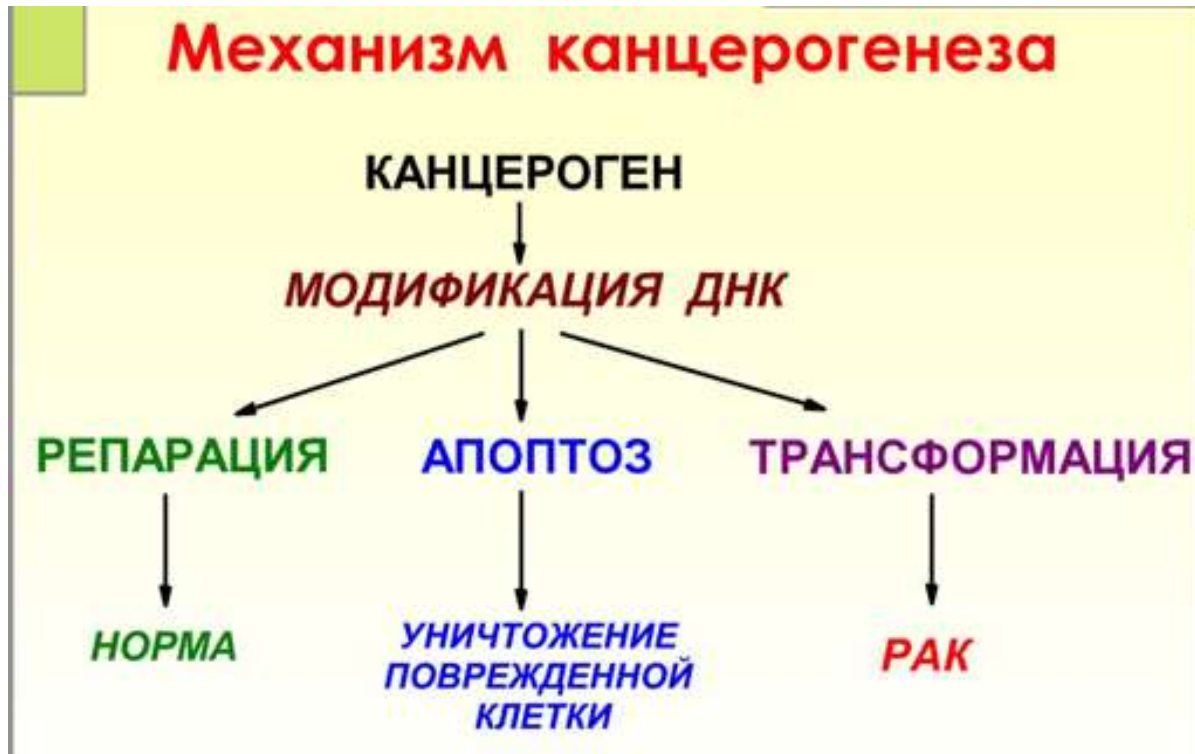 Механизм канцерогенеза
КАНЦЕРОГЕН
МОДИФИКАЦИЯ ДНК
РЕПАРАЦИЯ АПОПТОЗ ТРАНСФОРМАЦИЯ
НОРМА
УНИЧТОЖЕНИЕ
ПОВРЕЖДЕННОЙ
КЛЕТКИ
РАК